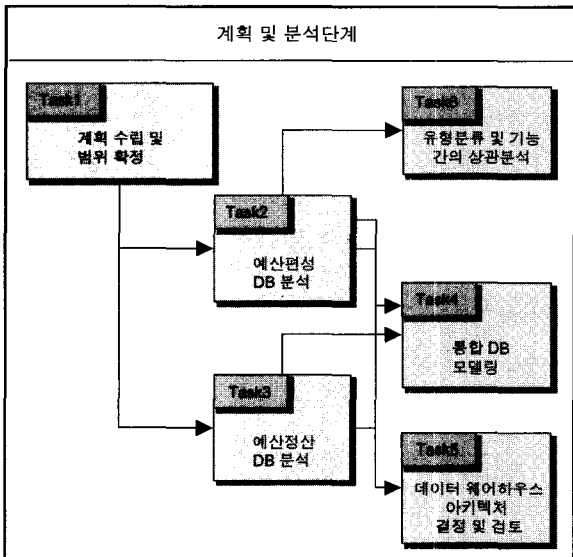 계획 및 분석단계
Task1
계획 수립 및
범위 확정
Task6
유형분류 및 기능
간의 상관분석
Task2
예산편성
DB 분석
Task4
통합 DB
모델링
Task3
예산정산
DB 분석
Task5
데이터 웨어하우스
아키텍처
결정 및 검토